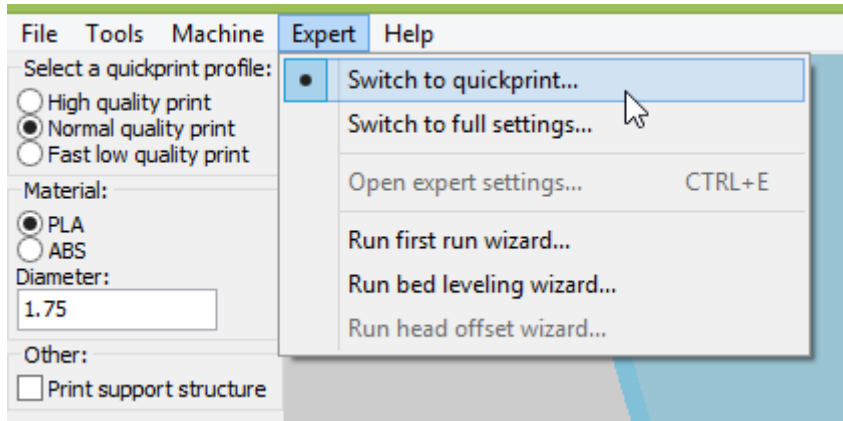 File Tools Machine Expert Help
Select a quickprint profile:
High quality print
Normal quality print
Fast low quality print
Material:
PLA
ABS
Diameter:
1.75
Other:
Print support structure
Switch to quickprint...
Switch to full settings...
Open expert settings... CTRL+E
Run first run wizard...
Run bed leveling wizard...
Run head offset wizard...